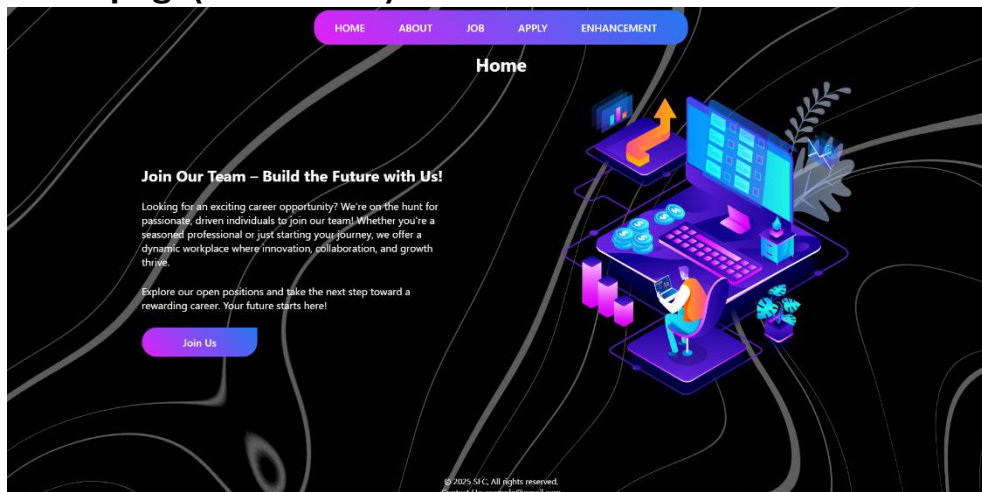 HOME ABOUT JOB APPLY ENHANCEMENT
Home
Join Our Team – Build the Future with Us!
Looking for an exciting career opportunity? We're on the hunt for
passionate, driven individuals to join our team! Whether you're a
seasoned professional or just starting your journey, we offer a
dynamic workplace where innovation, collaboration, and growth
thrive.
Explore our open positions and take the next step toward a
rewarding career. Your future starts here!
Join Us
© 2025 SFC, All rights reserved.